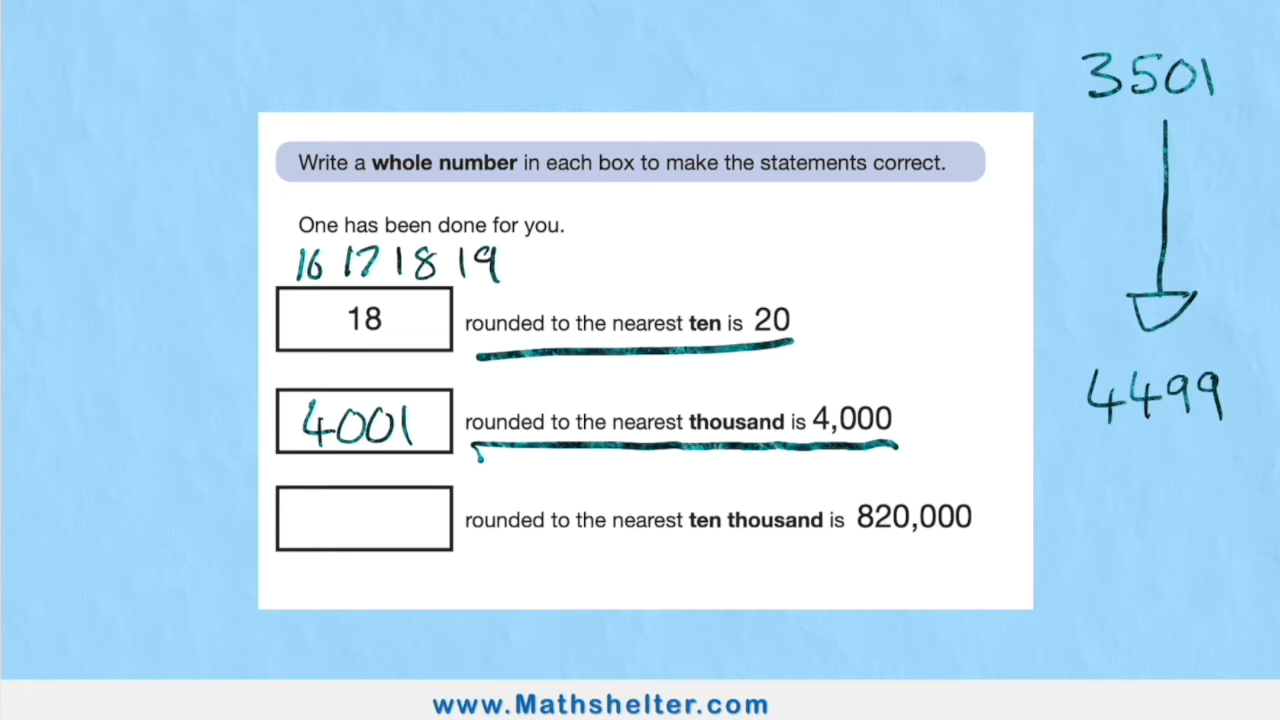 3501
Write a whole number in each box to make the statements correct.
One has been done for you.
16 17 18 19
18 rounded to the nearest ten is 20
4001 rounded to the nearest thousand is 4,000
4499
rounded to the nearest ten thousand is 820,000
www.Mathshelter.com